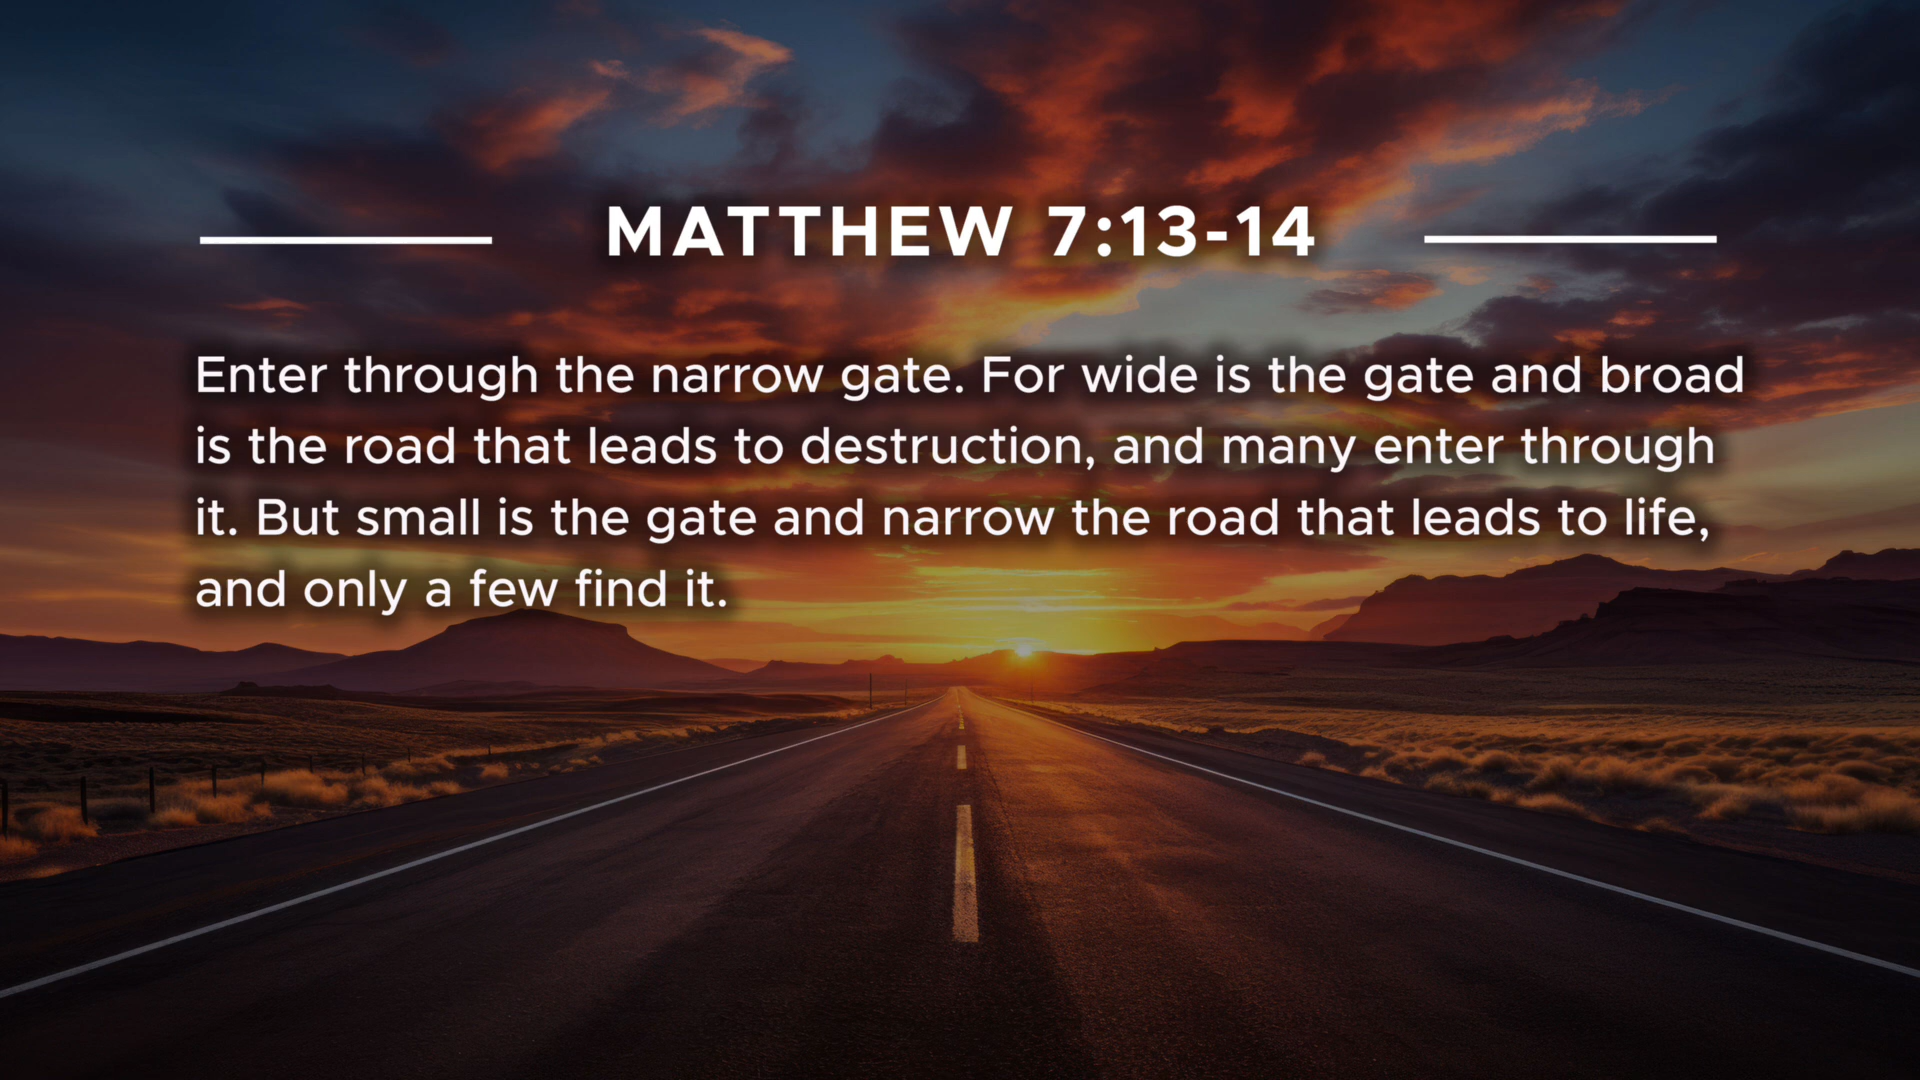 MATTHEW 7:13-14
Enter through the narrow gate. For wide is the gate and broad
is the road that leads to destruction, and many enter through
it. But small is the gate and narrow the road that leads to life,
and only a few find it.